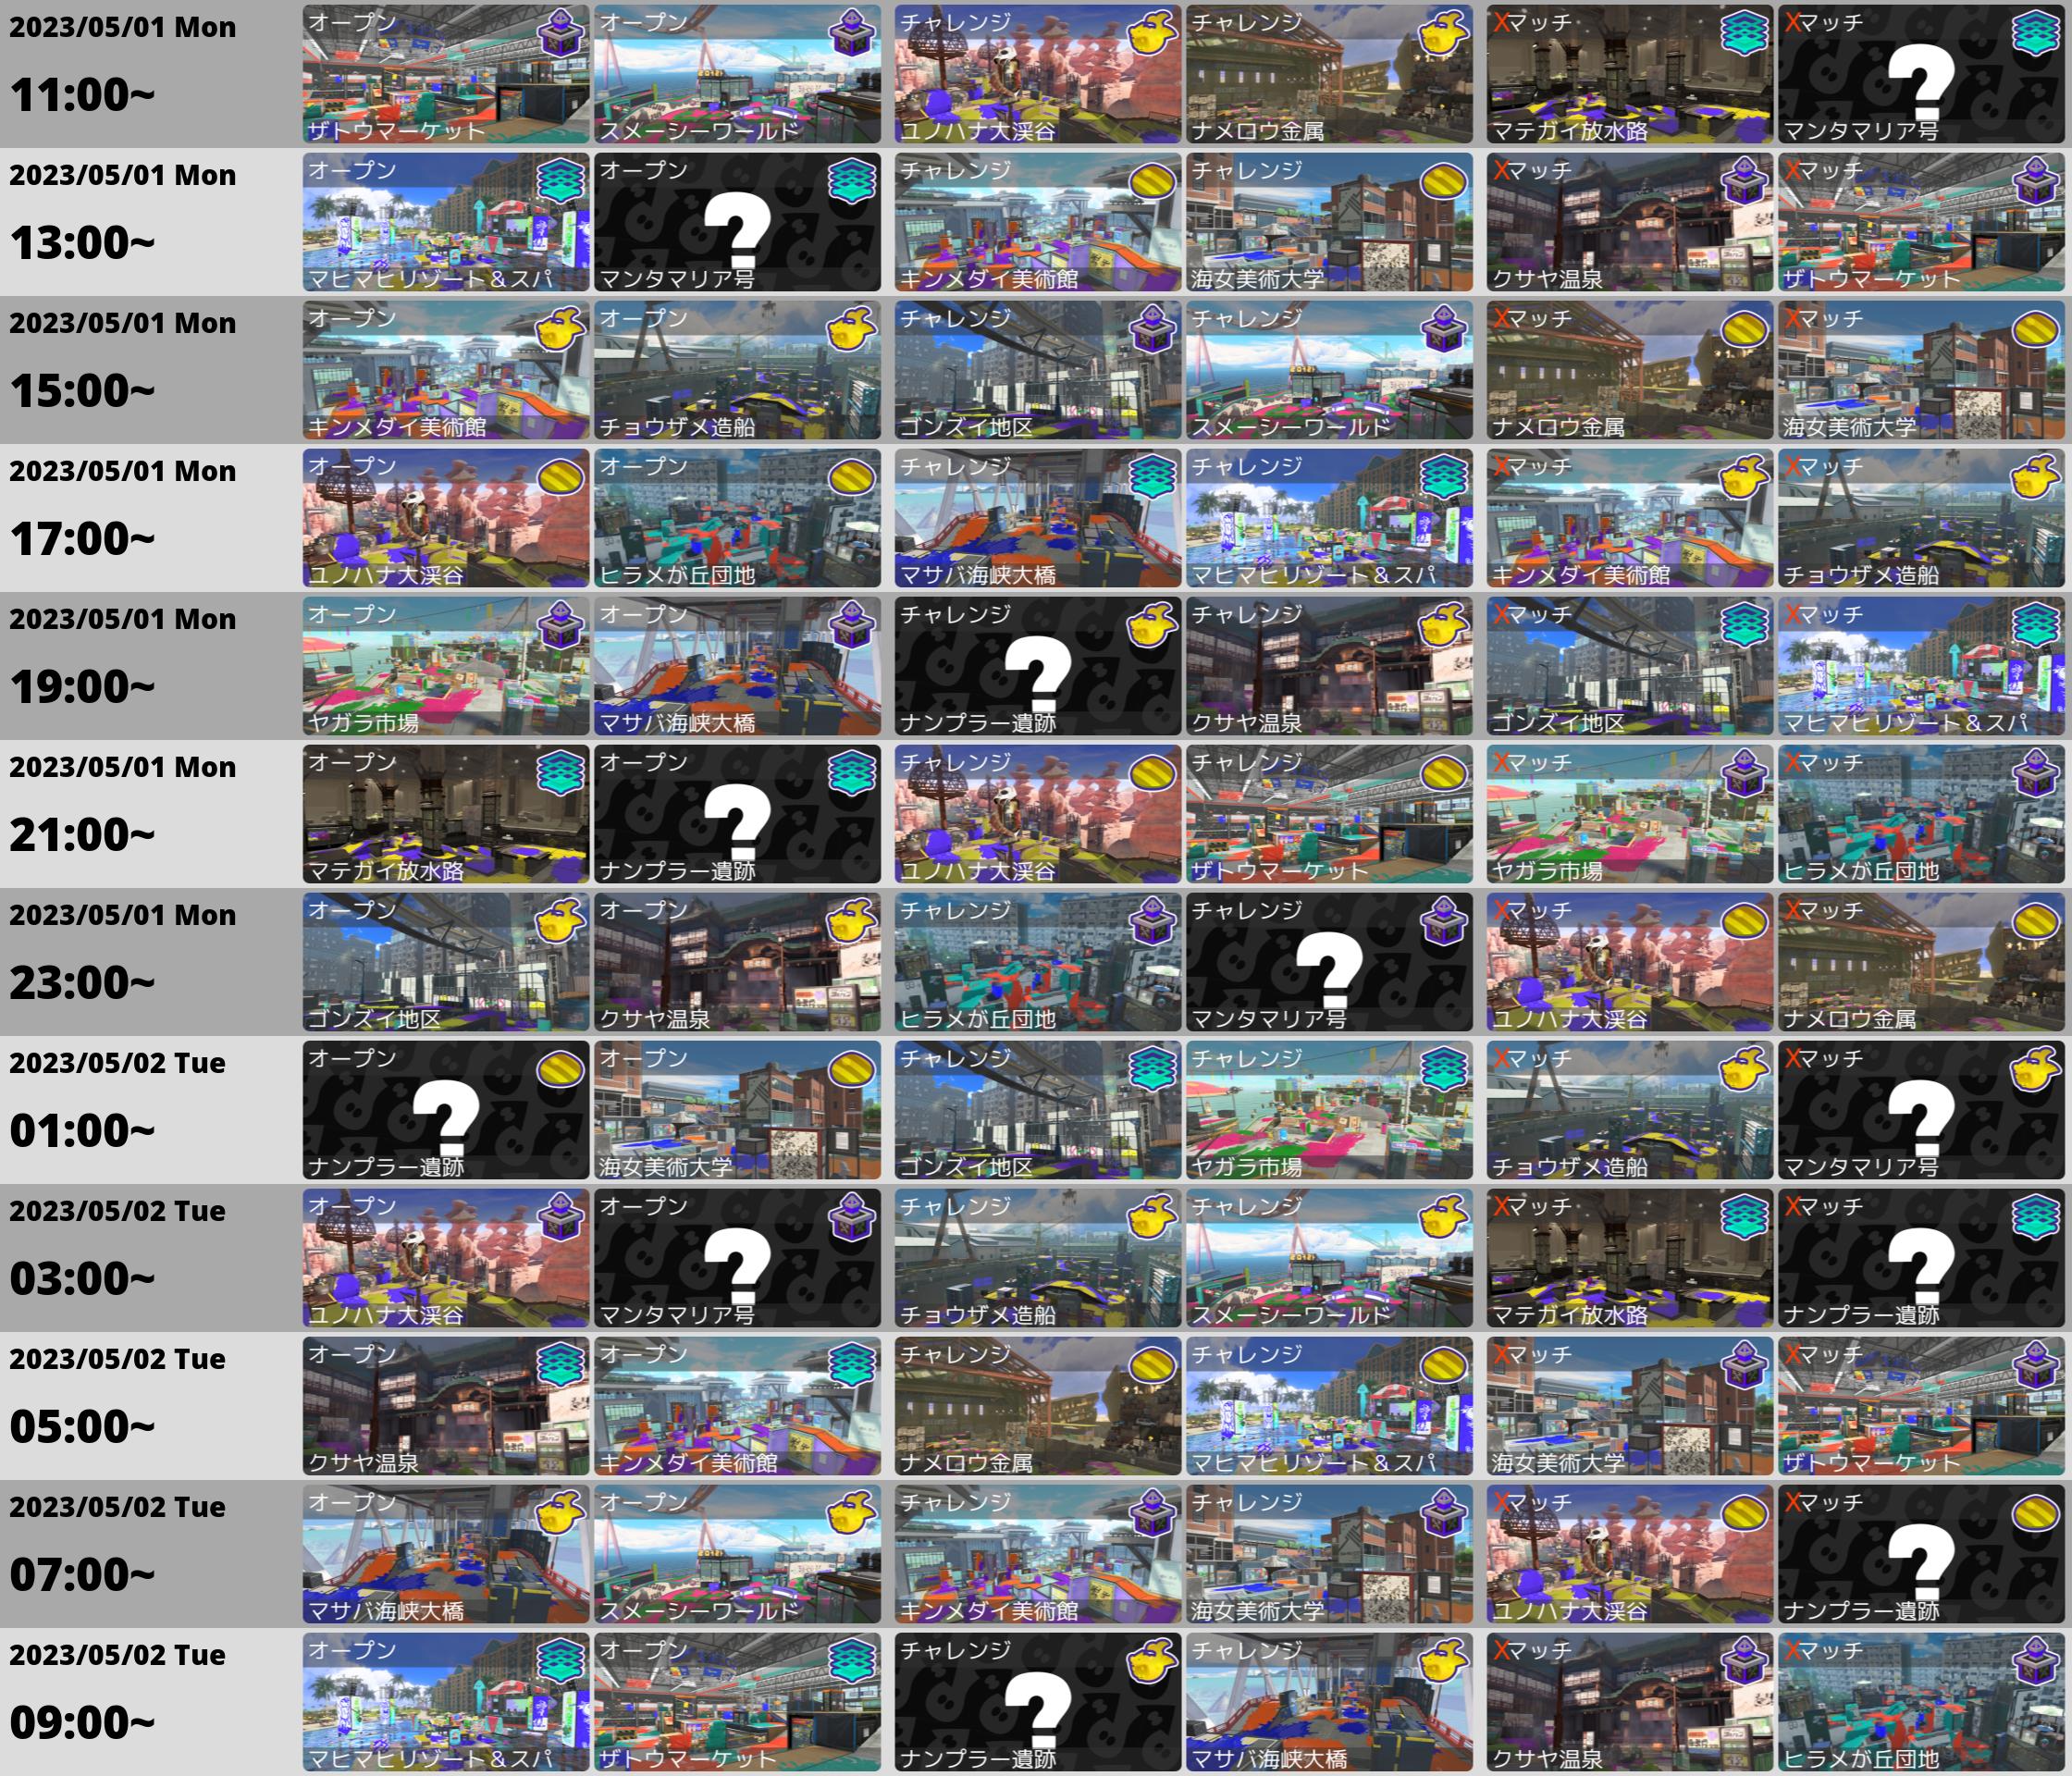 2023/05/01 Mon
11:00~
オープン
ザトウマーケット
オープン
スメーシーワールド
チャレンジ
ユノハナ大渓谷
チャレンジ
ナメロウ金属
Xマッチ
マテガイ放水路
Xマッチ
?
マンタマリア号
2023/05/01 Mon
13:00~
オープン
マヒマヒリゾート&スパ
オープン
?
マンタマリア号
チャレンジ
キンメダイ美術館
チャレンジ
海女美術大学
Xマッチ
クサヤ温泉
Xマッチ
ザトウマーケット
2023/05/01 Mon
15:00~
オープン
キンメダイ美術館
オープン
チョウザメ造船
チャレンジ
ゴンズイ地区
チャレンジ
スメーシーワールド
Xマッチ
ナメロウ金属
Xマッチ
海女美術大学
2023/05/01 Mon
17:00~
オープン
ユノハナ大渓谷
オープン
ヒラメが丘団地
チャレンジ
マサバ海峡大橋
チャレンジ
マヒマヒリゾート&スパ
Xマッチ
キンメダイ美術館
Xマッチ
チョウザメ造船
2023/05/01 Mon
19:00~
オープン
ヤガラ市場
オープン
マサバ海峡大橋
チャレンジ
?
ナンプラー遺跡
チャレンジ
クサヤ温泉
Xマッチ
ゴンズイ地区
Xマッチ
マヒマヒリゾート&スパ
2023/05/01 Mon
21:00~
オープン
マテガイ放水路
オープン
?
ナンプラー遺跡
チャレンジ
ユノハナ大渓谷
チャレンジ
ザトウマーケット
Xマッチ
ヤガラ市場
Xマッチ
ヒラメが丘団地
2023/05/01 Mon
23:00~
オープン
ゴンズイ地区
オープン
クサヤ温泉
チャレンジ
ヒラメが丘団地
チャレンジ
?
マンタマリア号
Xマッチ
ユノハナ大渓谷
Xマッチ
ナメロウ金属
2023/05/02 Tue
01:00~
オープン
?
ナンプラー遺跡
オープン
海女美術大学
チャレンジ
ゴンズイ地区
チャレンジ
ヤガラ市場
Xマッチ
チョウザメ造船
Xマッチ
?
マンタマリア号
2023/05/02 Tue
03:00~
オープン
ユノハナ大渓谷
オープン
?
マンタマリア号
チャレンジ
チョウザメ造船
チャレンジ
スメーシーワールド
Xマッチ
マテガイ放水路
Xマッチ
?
ナンプラー遺跡
2023/05/02 Tue
05:00~
オープン
クサヤ温泉
オープン
キンメダイ美術館
チャレンジ
ナメロウ金属
チャレンジ
マヒマヒリゾート&スパ
Xマッチ
海女美術大学
Xマッチ
ザトウマーケット
2023/05/02 Tue
07:00~
オープン
マサバ海峡大橋
オープン
スメーシーワールド
チャレンジ
キンメダイ美術館
チャレンジ
海女美術大学
Xマッチ
ユノハナ大渓谷
Xマッチ
?
ナンプラー遺跡
2023/05/02 Tue
09:00~
オープン
マヒマヒリゾート&スパ
オープン
ザトウマーケット
チャレンジ
?
ナンプラー遺跡
チャレンジ
マサバ海峡大橋
Xマッチ
クサヤ温泉
Xマッチ
ヒラメが丘団地